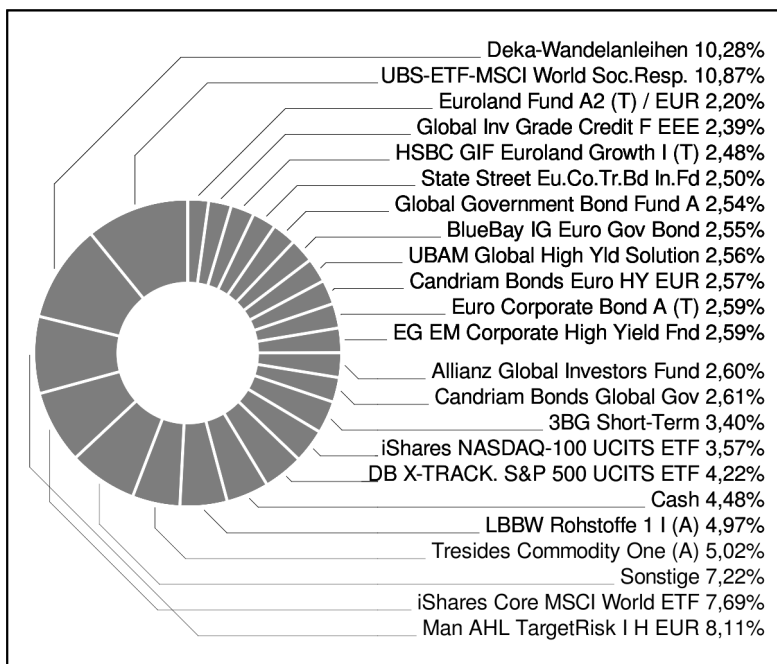 Deka-Wandelanleihen 10,28%
UBS-ETF-MSCI World Soc.Resp. 10,87%
Euroland Fund A2 (T) / EUR 2,20%
Global Inv Grade Credit F EEE 2,39%
HSBC GIF Euroland Growth I (T) 2,48%
State Street Eu.Co.Tr.Bd In.Fd 2,50%
Global Government Bond Fund A 2,54%
BlueBay IG Euro Gov Bond 2,55%
UBAM Global High Yld Solution 2,56%
Candriam Bonds Euro HY EUR 2,57%
Euro Corporate Bond A (T) 2,59%
EG EM Corporate High Yield Fnd 2,59%
Allianz Global Investors Fund 2,60%
Candriam Bonds Global Gov 2,61%
3BG Short-Term 3,40%
iShares NASDAQ-100 UCITS ETF 3,57%
DB X-TRACK. S&P 500 UCITS ETF 4,22%
Cash 4,48%
LBBW Rohstoffe 1 I (A) 4,97%
Tresides Commodity One (A) 5,02%
Sonstige 7,22%
iShares Core MSCI World ETF 7,69%
Man AHL TargetRisk I H EUR 8,11%